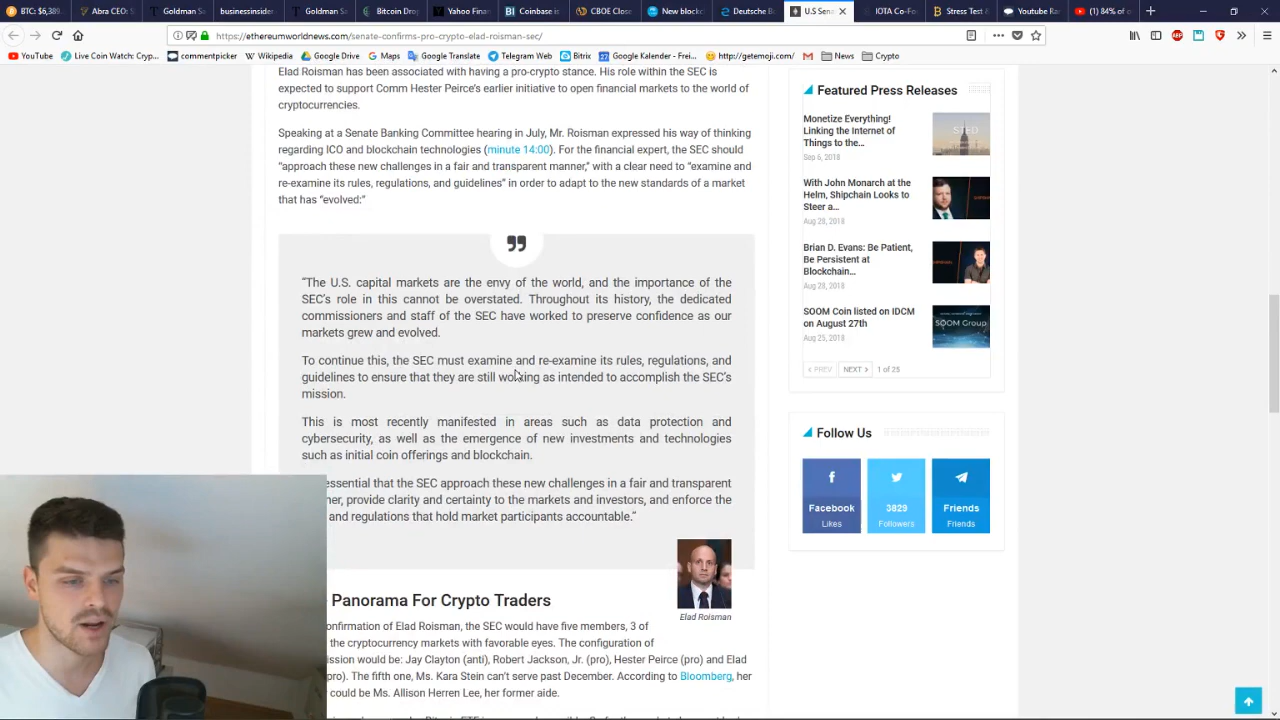 BTC: $6,389
Abra CEO:
Goldman S
businessinsider
Goldman S
Bitcoin Dro
Yahoo Finan
Coinbase is
CBOE Close
New blockc
Deutsche B
U.S Sena
IOTA Co-Fo
Stress Test A
Youtube Ra
(1) 84% of
https://ethereumworldnews.com/senate-confirms-pro-crypto-elad-roisman-sec/
YouTube
Live Coin Watch: Cryp...
commentpicker
Wikipedia
Google Drive
Maps
Google Translate
Telegram Web
Bitrix
Google Kalender - Frei...
http://getemoji.com/
News
Crypto
Elad Roisman has been associated with having a pro-crypto stance. His role within the SEC is
expected to support Comm Hester Peirce's earlier initiative to open financial markets to the world of
cryptocurrencies.
Speaking at a Senate Banking Committee hearing in July, Mr. Roisman expressed his way of thinking
regarding ICO and blockchain technologies (minute 14:00). For the financial expert, the SEC should
"approach these new challenges in a fair and transparent manner," with a clear need to "examine and
re-examine its rules, regulations, and guidelines" in order to adapt to the new standards of a market
that has "evolved:"
"The U.S. capital markets are the envy of the world, and the importance of the
SEC's role in this cannot be overstated. Throughout its history, the dedicated
commissioners and staff of the SEC have worked to preserve confidence as our
markets grew and evolved.
To continue this, the SEC must examine and re-examine its rules, regulations, and
guidelines to ensure that they are still working as intended to accomplish the SEC's
mission.
This is most recently manifested in areas such as data protection and
cybersecurity, as well as the emergence of new investments and technologies
such as initial coin offerings and blockchain.
essential that the SEC approach these new challenges in a fair and transparent
ner, provide clarity and certainty to the markets and investors, and enforce the
and regulations that hold market participants accountable."
Elad Roisman
Panorama For Crypto Traders
onfirmation of Elad Roisman, the SEC would have five members, 3 of
the cryptocurrency markets with favorable eyes. The configuration of
ission would be: Jay Clayton (anti), Robert Jackson, Jr. (pro), Hester Peirce (pro) and Elad
pro). The fifth one, Ms. Kara Stein can't serve past December. According to Bloomberg, her
could be Ms. Allison Herren Lee, her former aide.
Featured Press Releases
Monetize Everything!
Linking the Internet of
Things to the...
Sep 6, 2018
With John Monarch at the
Helm, Shipchain Looks to
Steer a...
Aug 28, 2018
Brian D. Evans: Be Patient,
Be Persistent at
Blockchain...
Aug 28, 2018
SOOM Coin listed on IDCM
on August 27th
Aug 25, 2018
SOOM Group
PREV
NEXT
1 of 25
Follow Us
Facebook
Likes
3829
Followers
Friends
Friends